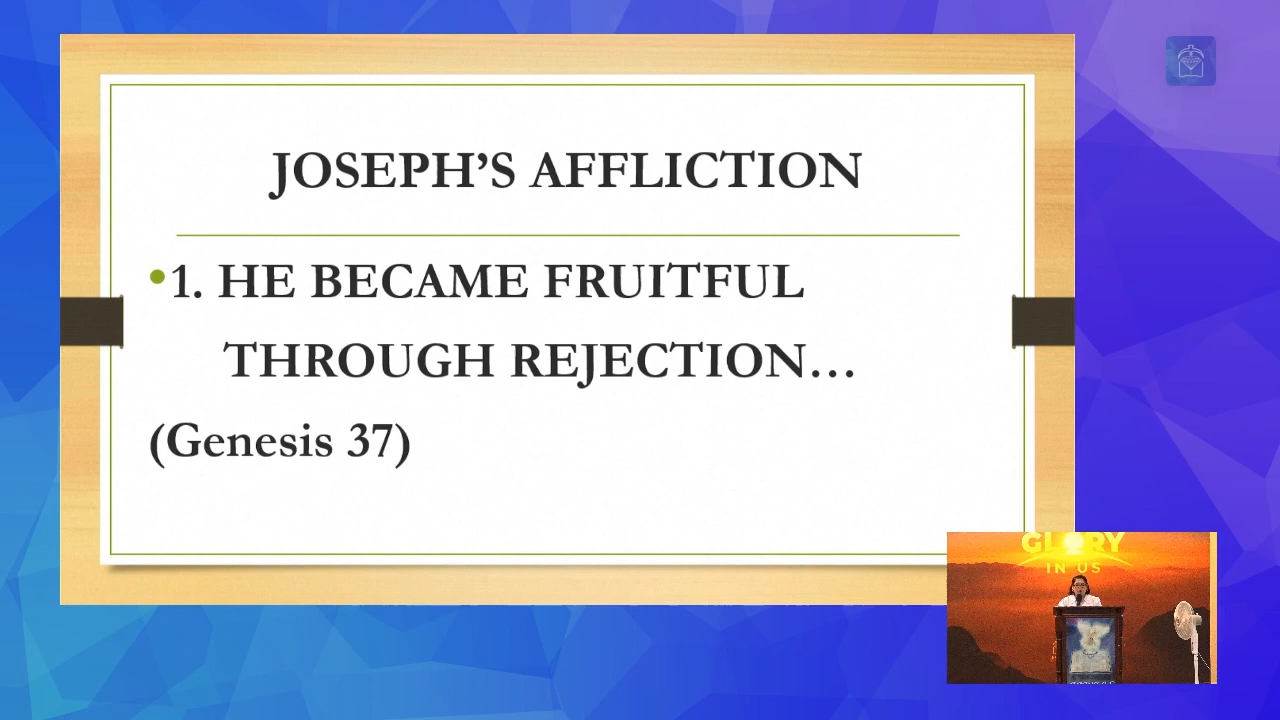 JOSEPH’S AFFLICTION
•1. HE BECAME FRUITFUL
THROUGH REJECTION…
(Genesis 37)
GLORY
IN US